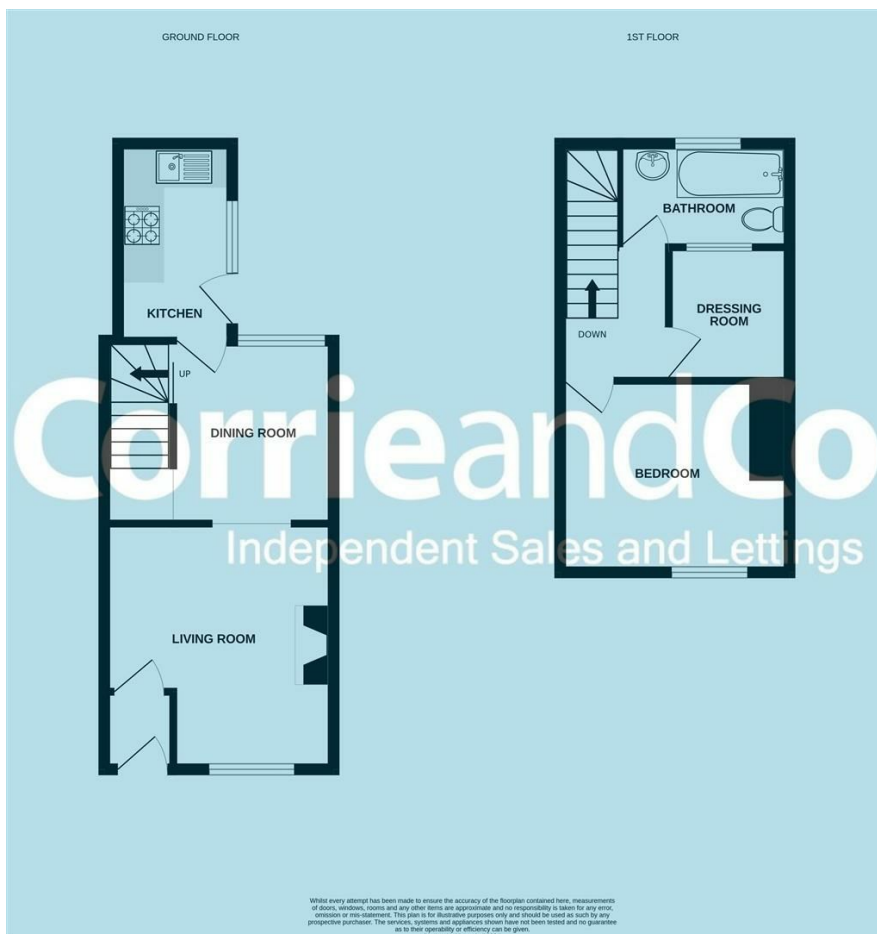 GROUND FLOOR
1ST FLOOR
BATHROOM
KITCHEN
DRESSING
ROOM
DOWN
UP
CorrieandCo
DINING ROOM
BEDROOM
Independent Sales and Lettings
LIVING ROOM
Whilst every attempt has been made to ensure the accuracy of the floorplan contained here, measurements
of doors, windows, rooms and any other items are approximate and no responsibility is taken for any error,
omission or mis-statement. This plan is for illustrative purposes only and should be used as such by any
prospective purchaser. The services, systems and appliances shown have not been tested and no guarantee
as to their operability or efficiency can be given.